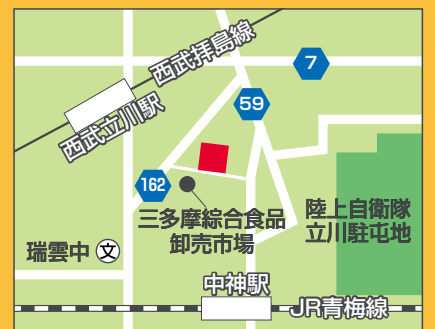 西武拝島線
7
西武立川駅
59
162
三多摩綜合食品
卸売市場
陸上自衛隊
立川駐屯地
瑞雲中
文
中神駅
JR青梅線